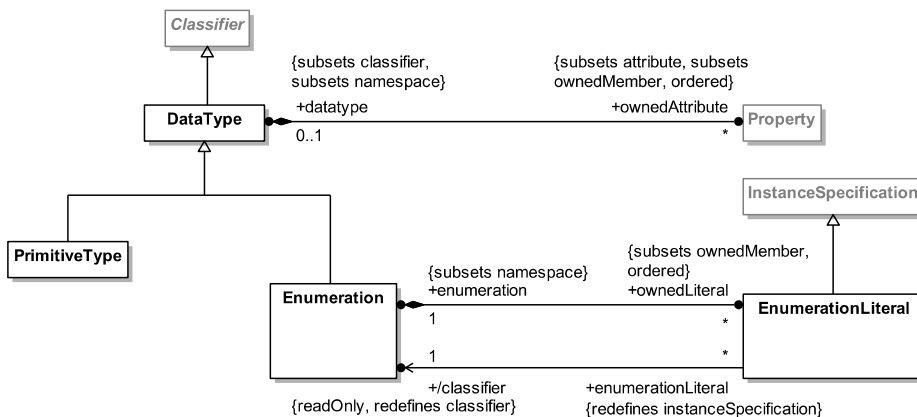 Classifier
{subsets classifier,
subsets namespace}
{subsets attribute, subsets
ownedMember, ordered}
+datatype
+ownedAttribute
DataType
Property
0..1
*
InstanceSpecification
PrimitiveType
{subsets namespace}
{subsets ownedMember,
ordered}
+enumeration
+ownedLiteral
Enumeration
EnumerationLiteral
1
*
1
*
+/classifier
+enumerationLiteral
{readOnly, redefines classifier}
{redefines instanceSpecification}